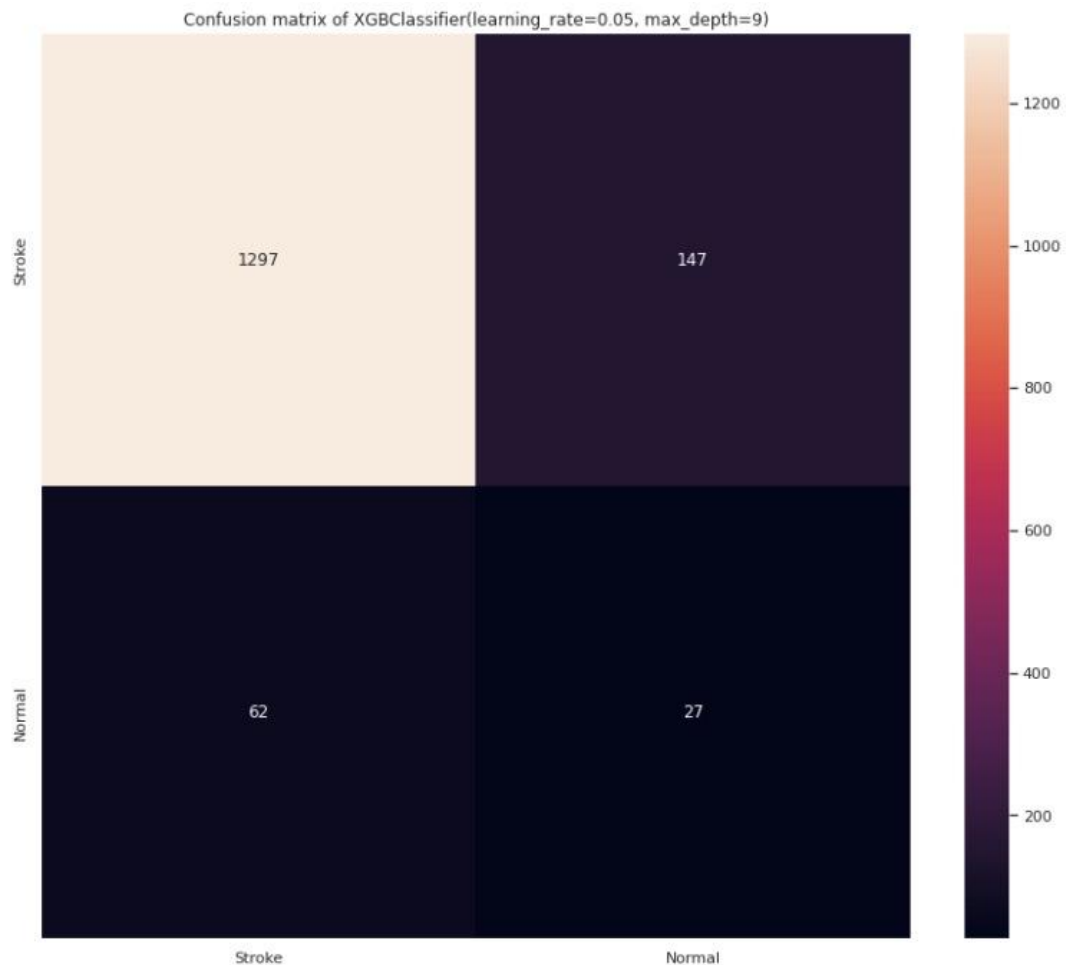 Confusion matrix of XGBClassifier(learning_rate=0.05, max_depth=9)
Stroke
1297
147
Normal
62
27
Stroke
Normal
1200
1000
800
600
400
200